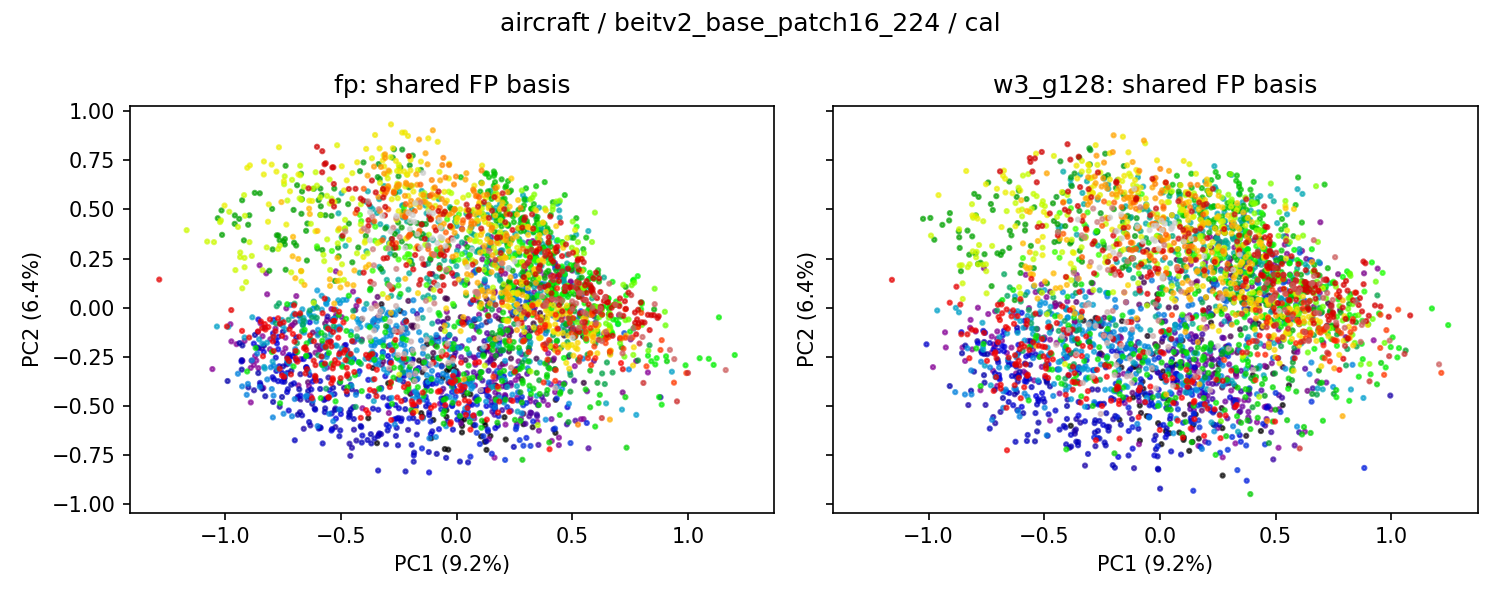 aircraft / beitv2_base_patch16_224 / cal
fp: shared FP basis
w3_g128: shared FP basis
1.00
0.75
0.50
0.25
0.00
−0.25
−0.50
−0.75
−1.00
PC2 (6.4%)
PC2 (6.4%)
−1.0
−0.5
0.0
0.5
1.0
−1.0
−0.5
0.0
0.5
1.0
PC1 (9.2%)
PC1 (9.2%)